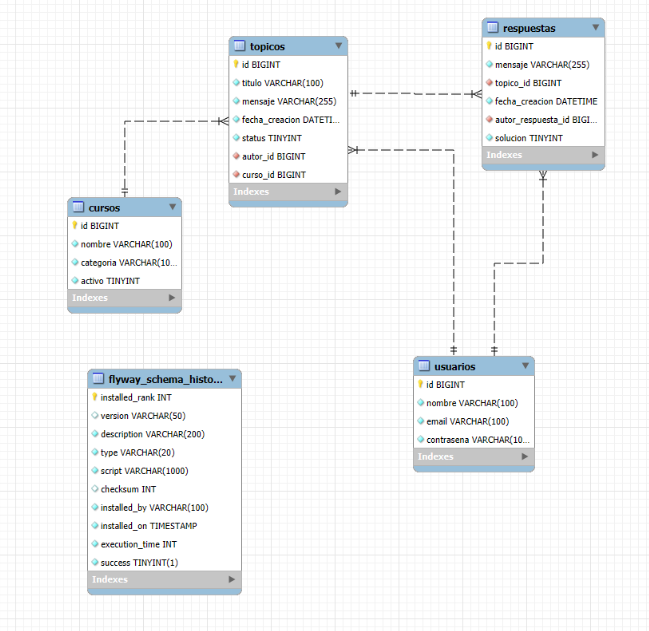 topicos
id BIGINT
titulo VARCHAR(100)
mensaje VARCHAR(255)
fecha_creacion DATETI...
status TINYINT
autor_id BIGINT
curso_id BIGINT
Indexes
respuestas
id BIGINT
mensaje VARCHAR(255)
topico_id BIGINT
fecha_creacion DATETIME
autor_respuesta_id BIGI...
solucion TINYINT
Indexes
cursos
id BIGINT
nombre VARCHAR(100)
categoria VARCHAR(10...
activo TINYINT
Indexes
usuarios
id BIGINT
nombre VARCHAR(100)
email VARCHAR(100)
contrasena VARCHAR(10...
Indexes
flyway_schema_histo...
installed_rank INT
version VARCHAR(50)
description VARCHAR(200)
type VARCHAR(20)
script VARCHAR(1000)
checksum INT
installed_by VARCHAR(100)
installed_on TIMESTAMP
execution_time INT
success TINYINT(1)
Indexes